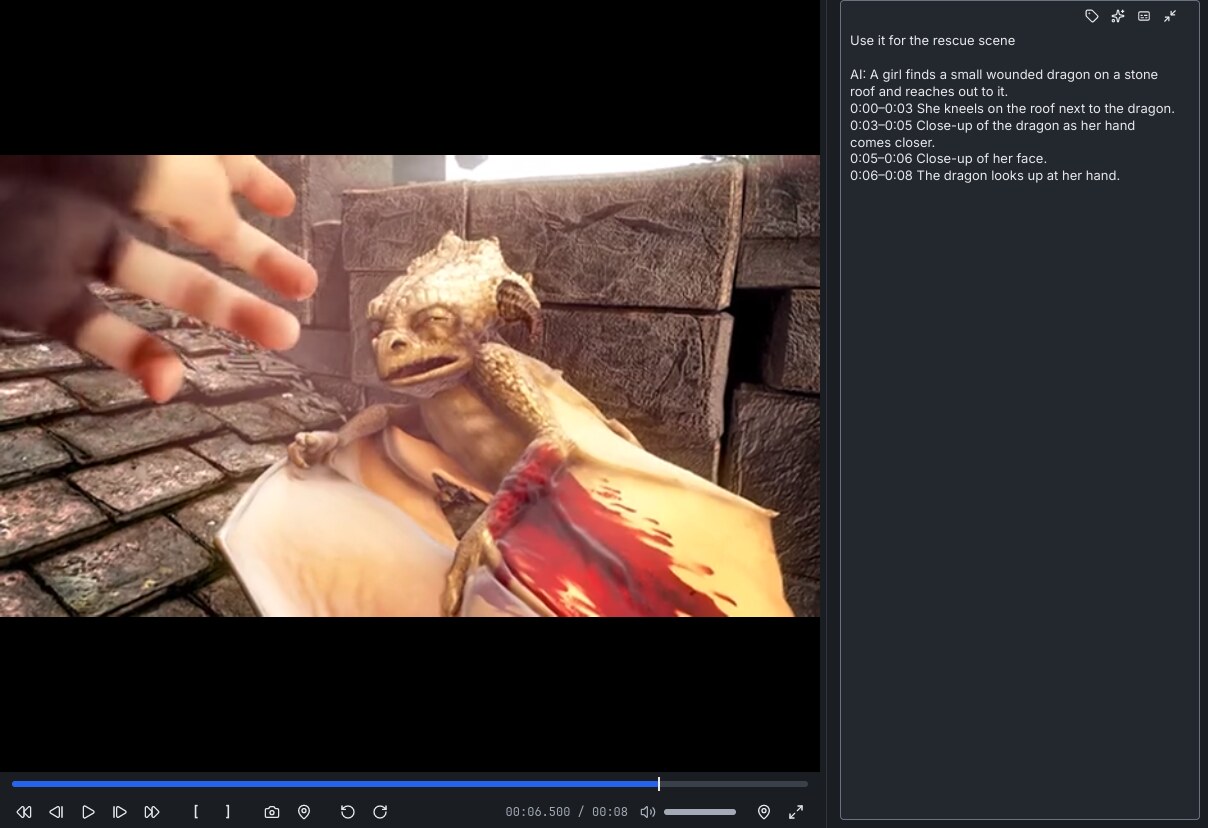 Use it for the rescue scene
AI: A girl finds a small wounded dragon on a stone
roof and reaches out to it.
0:00–0:03 She kneels on the roof next to the dragon.
0:03–0:05 Close-up of the dragon as her hand
comes closer.
0:05–0:06 Close-up of her face.
0:06–0:08 The dragon looks up at her hand.
[ ]
00:06.500 / 00:08